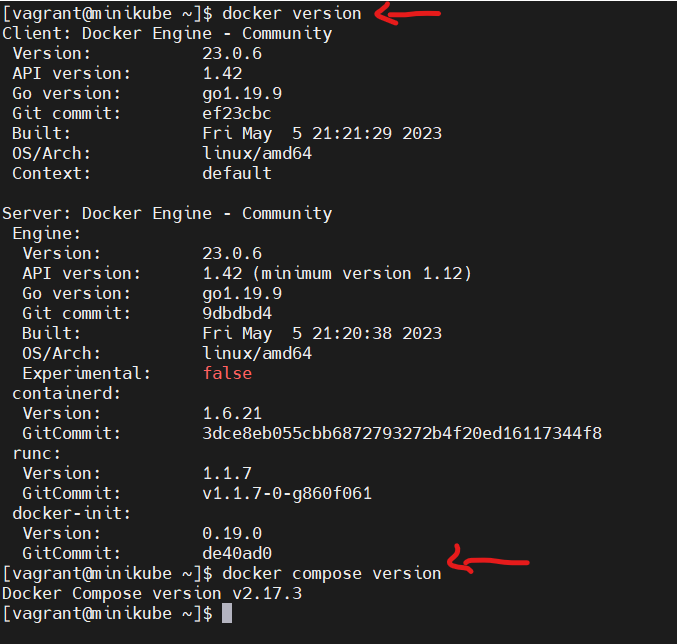 [vagrant@minikube ~]$ docker version
Client: Docker Engine - Community
 Version:           23.0.6
 API version:       1.42
 Go version:        go1.19.9
 Git commit:        ef23cbc
 Built:             Fri May  5 21:21:29 2023
 OS/Arch:           linux/amd64
 Context:           default

Server: Docker Engine - Community
 Engine:
  Version:          23.0.6
  API version:      1.42 (minimum version 1.12)
  Go version:       go1.19.9
  Git commit:       9dbdbd4
  Built:            Fri May  5 21:20:38 2023
  OS/Arch:          linux/amd64
  Experimental:     false
 containerd:
  Version:          1.6.21
  GitCommit:        3dce8eb055cbb6872793272b4f20ed16117344f8
 runc:
  Version:          1.1.7
  GitCommit:        v1.1.7-0-g860f061
 docker-init:
  Version:          0.19.0
  GitCommit:        de40ad0
[vagrant@minikube ~]$ docker compose version
Docker Compose version v2.17.3
[vagrant@minikube ~]$